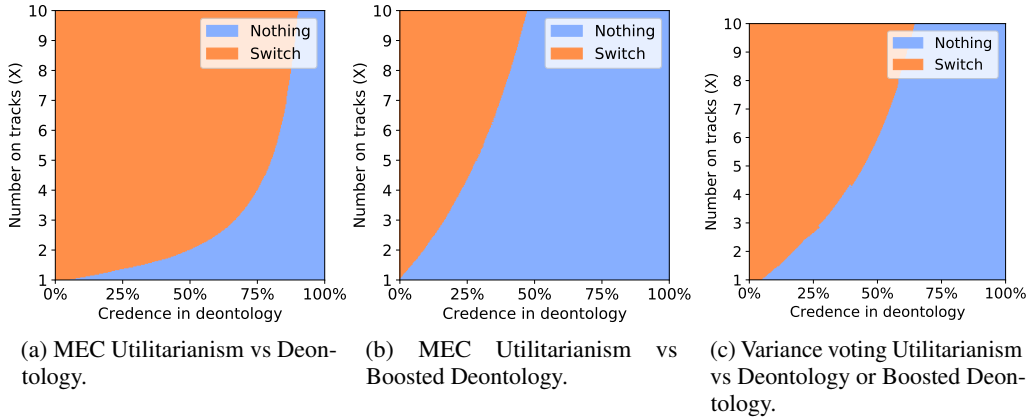 10
9
8
7
6
5
4
3
2
1
Number on tracks (X)
Nothing
Switch
0% 25% 50% 75% 100%
Credence in deontology
(a) MEC Utilitarianism vs Deon-
tology.
10
9
8
7
6
5
4
3
2
1
Number on tracks (X)
Nothing
Switch
0% 25% 50% 75% 100%
Credence in deontology
(b) MEC Utilitarianism vs
Boosted Deontology.
10
9
8
7
6
5
4
3
2
1
Number on tracks (X)
Nothing
Switch
0% 25% 50% 75% 100%
Credence in deontology
(c) Variance voting Utilitarianism
vs Deontology or Boosted Deon-
tology.